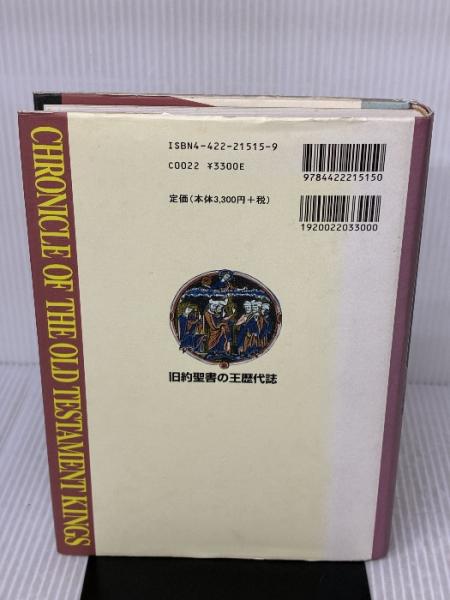 CHRONICLE OF THE OLD TESTAMENT KINGS
ISBN4-422-21515-9
C0022 ¥3300E
定価(本体3,300円+税)
9784422215150
1920022033000
旧約聖書の王歴代誌